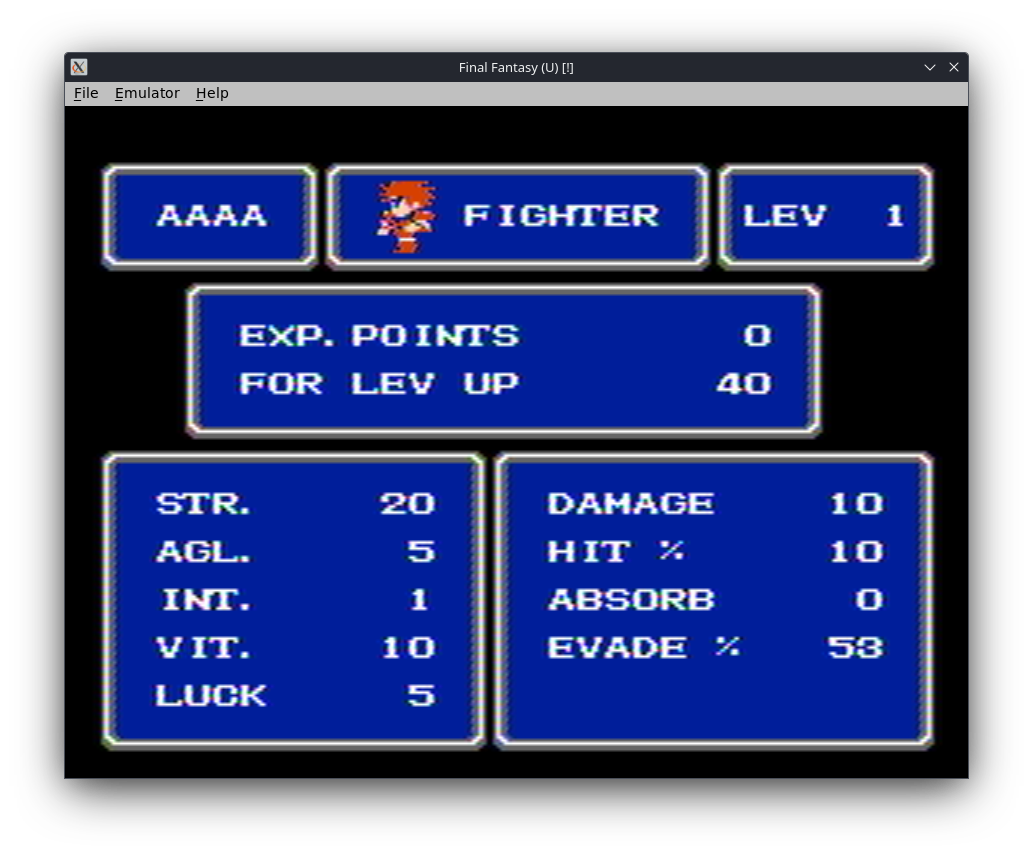 Final Fantasy (U) [!]
File Emulator Help
AAAA
FIGHTER
LEV 1
EXP. POINTS 0
FOR LEV UP 40
STR. 20
AGL. 5
INT. 1
VIT. 10
LUCK 5
DAMAGE 10
HIT % 10
ABSORB 0
EVADE % 53